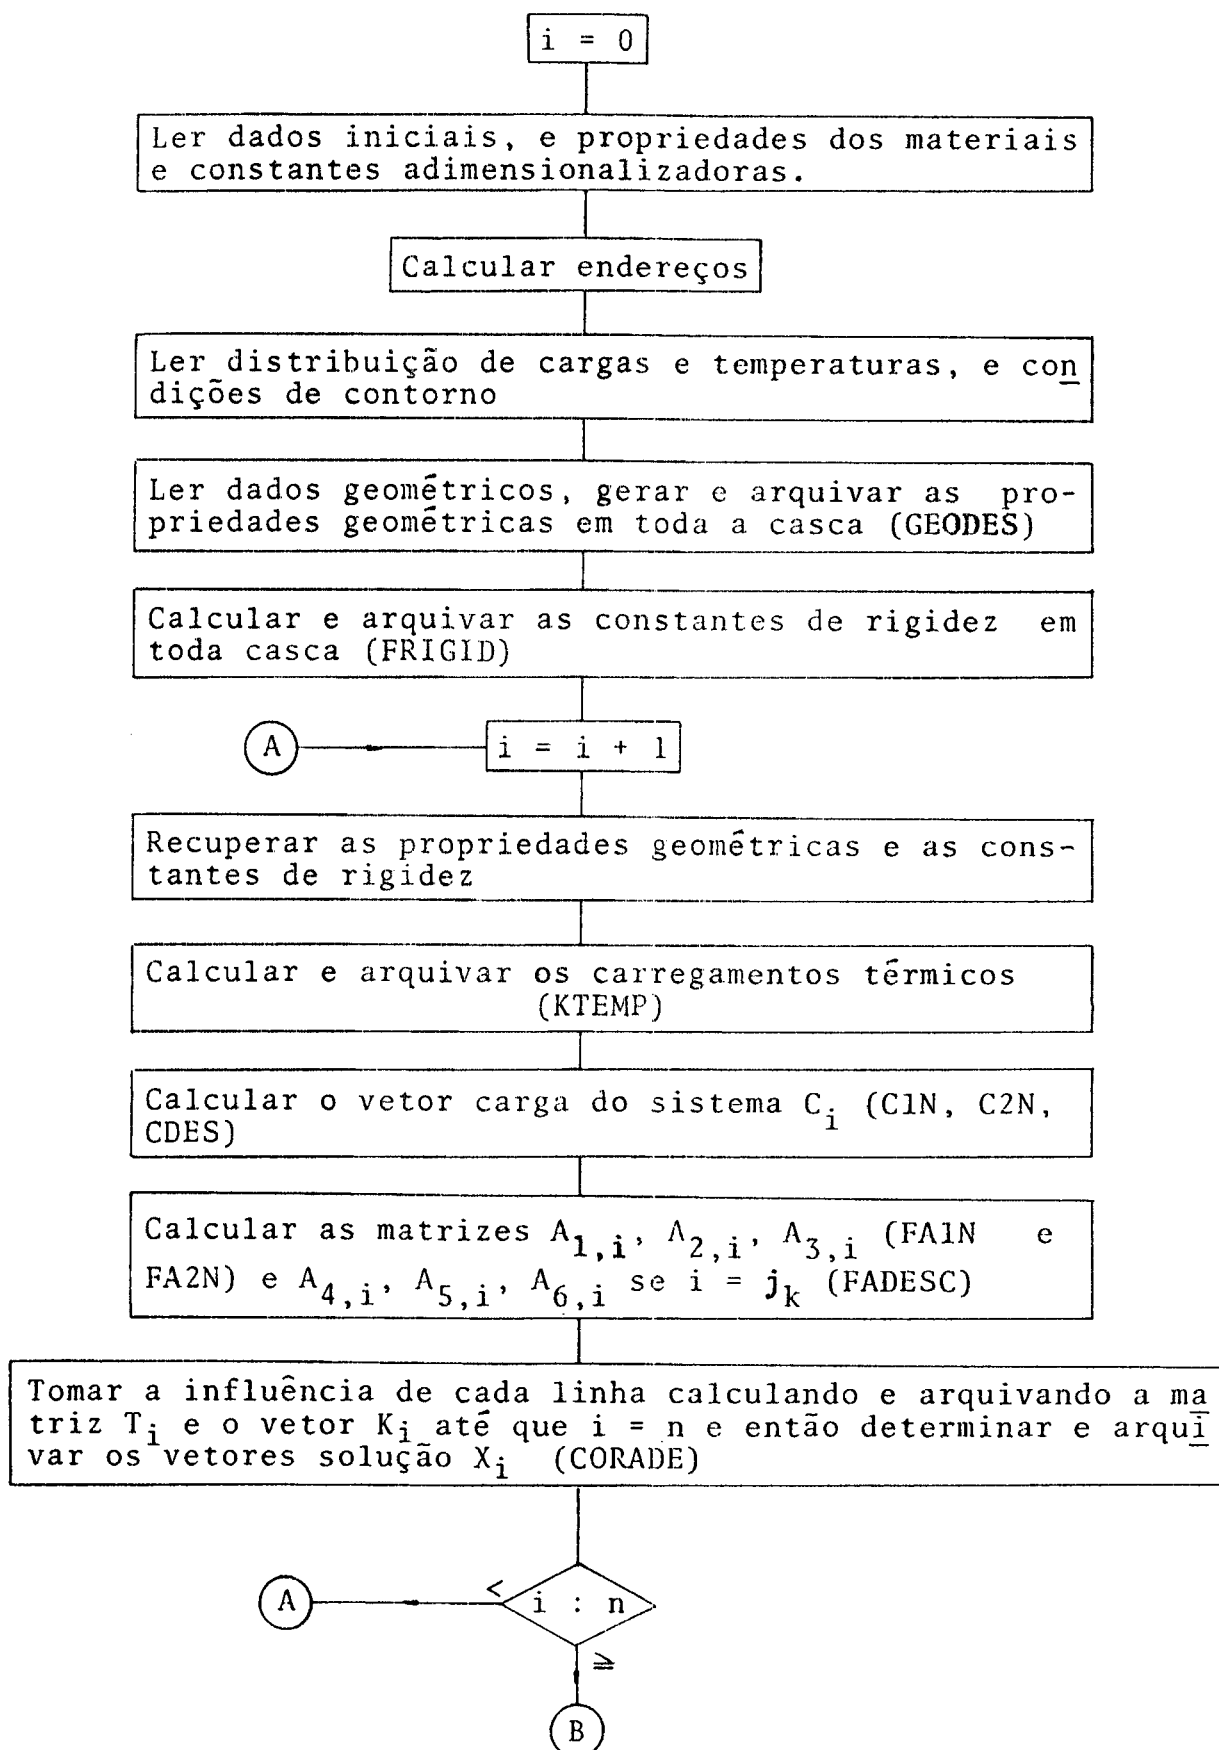 i = 0
Ler dados iniciais, e propriedades dos materiais
e constantes adimensionalizadoras.
Calcular endereços
Ler distribuição de cargas e temperaturas, e con
dições de contorno
Ler dados geométricos, gerar e arquivar as pro-
priedades geométricas em toda a casca (GEODES)
Calcular e arquivar as constantes de rigidez em
toda casca (FRIGID)
A
i = i + 1
Recuperar as propriedades geométricas e as cons-
tantes de rigidez
Calcular e arquivar os carregamentos térmicos
(KTEMP)
Calcular o vetor carga do sistema C_i (C1N, C2N,
CDES)
Calcular as matrizes A_1,i, A_2,i, A_3,i (FA1N e
FA2N) e A_4,i, A_5,i, A_6,i se i = j_k (FADESC)
Tomar a influência de cada linha calculando e arquivando a ma
triz T_i e o vetor K_i até que i = n e então determinar e arqui
var os vetores solução X_i (CORADE)
A
<
i : n
≥
B